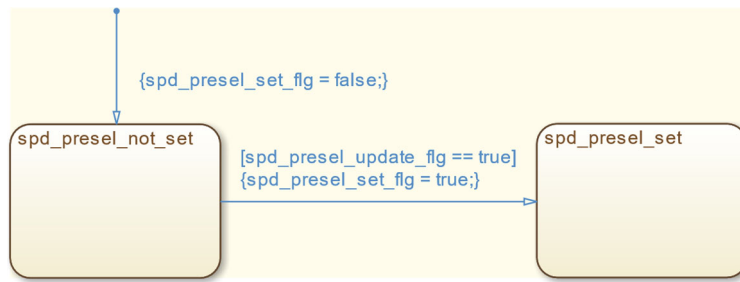 {spd_presel_set_flg = false;}
spd_presel_not_set
spd_presel_set
[spd_presel_update_flg == true]
{spd_presel_set_flg = true;}